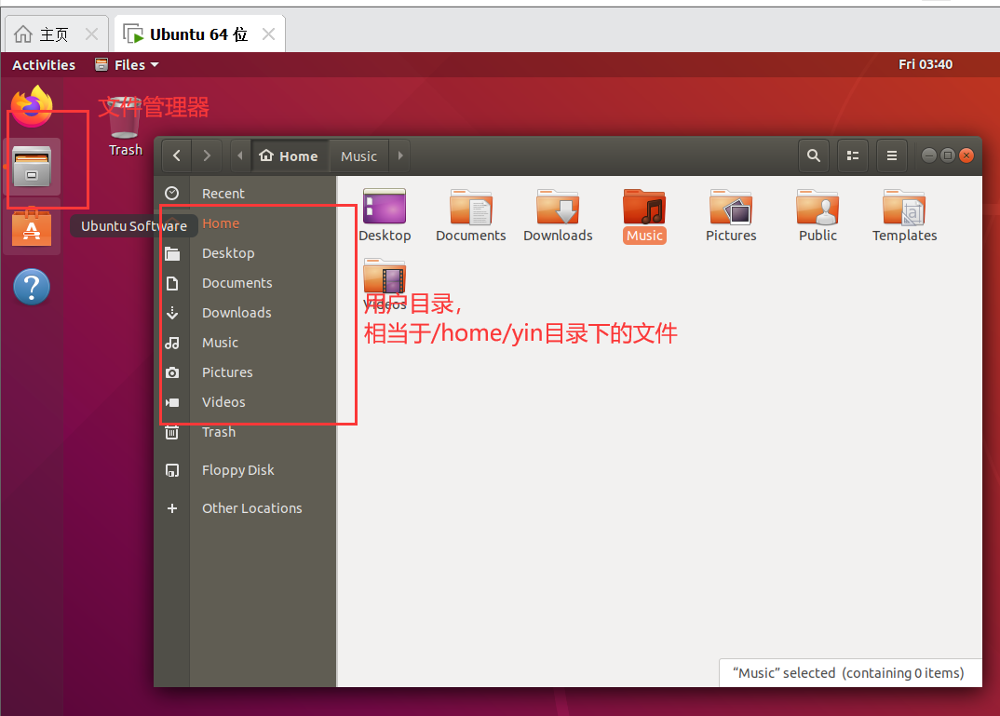 主页
Ubuntu 64 位
Activities
Files
Fri 03:40
文件管理器
Trash
Home
Music
Recent
Home
Ubuntu Software
Desktop
Documents
Downloads
Music
Pictures
Videos
Trash
Floppy Disk
Other Locations
Desktop
Documents
Downloads
Music
Pictures
Public
Templates
Videos
用户目录，
相当于/home/yin目录下的文件
“Music” selected (containing 0 items)